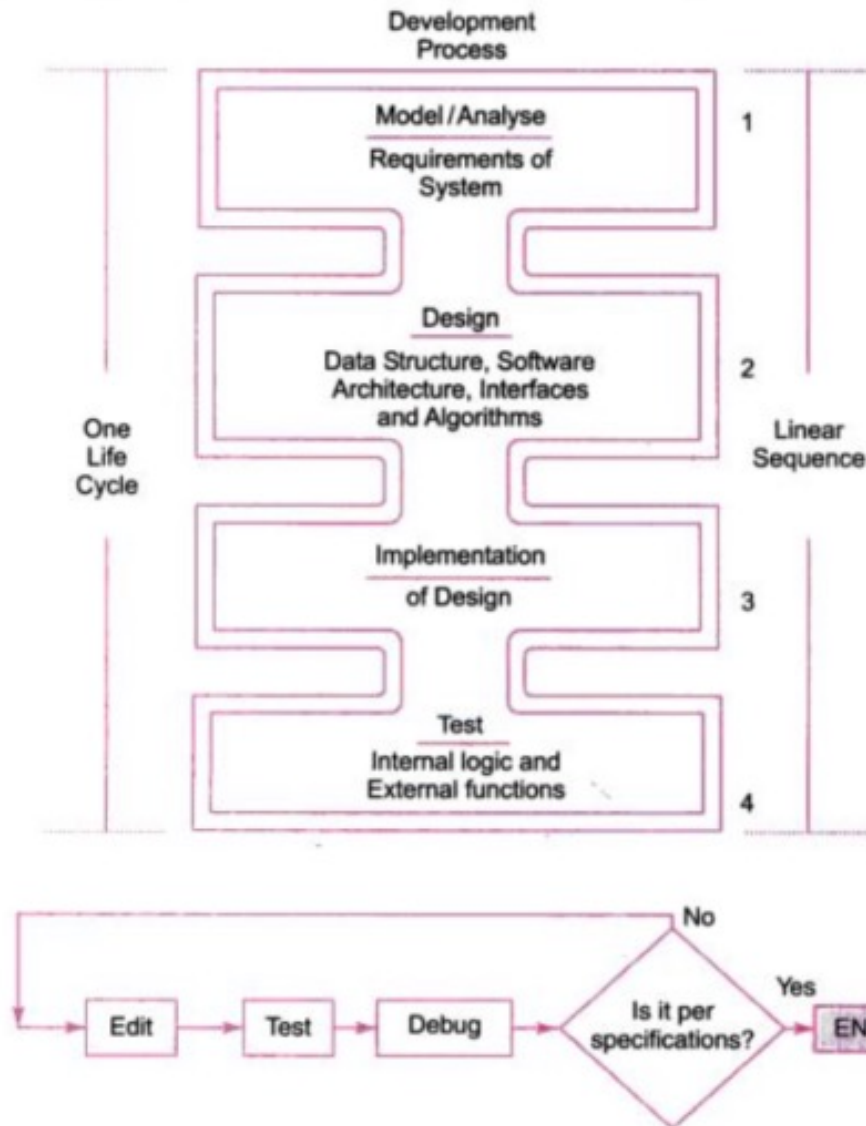 Development
Process
Model/Analyse
1
Requirements of
System
Design
Data Structure, Software
Architecture, Interfaces
and Algorithms
2
One
Life
Cycle
Linear
Sequence
Implementation
of Design
3
Test
Internal logic and
External functions
4
No
Edit
Test
Debug
Is it per
specifications?
Yes
EN